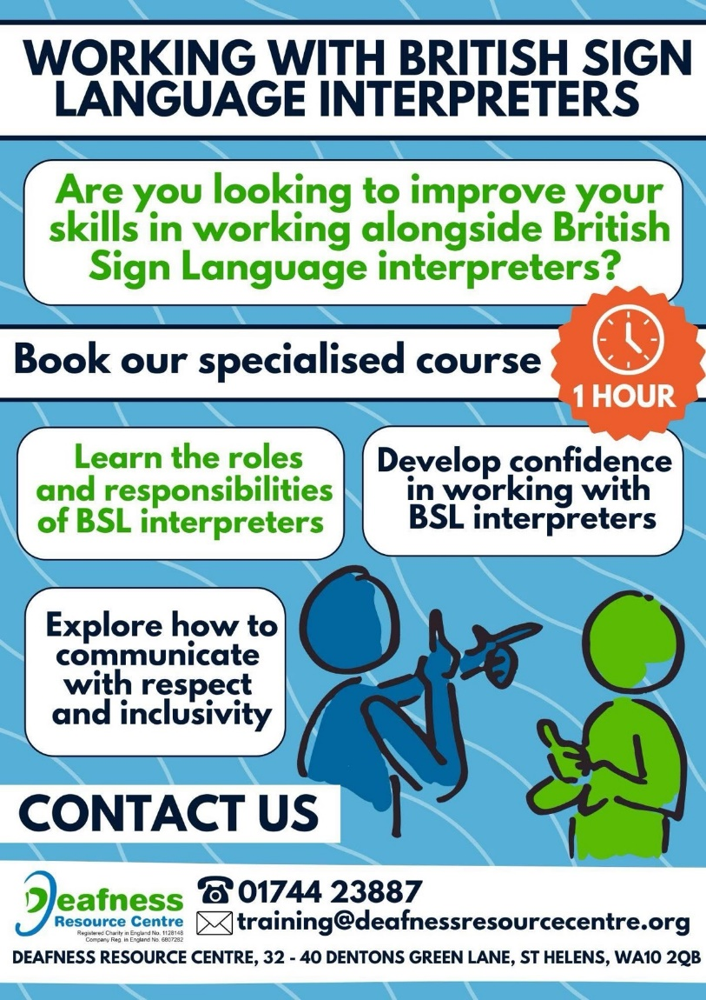 WORKING WITH BRITISH SIGN
LANGUAGE INTERPRETERS
Are you looking to improve your
skills in working alongside British
Sign Language interpreters?
Book our specialised course
1 HOUR
Learn the roles
and responsibilities
of BSL interpreters
Develop confidence
in working with
BSL interpreters
Explore how to
communicate
with respect
and inclusivity
CONTACT US
Deafness
Resource Centre
Registered Charity in England No. 1128148
Company Reg. in England No. 6807282
01744 23887
training@deafnessresourcecentre.org
DEAFNESS RESOURCE CENTRE, 32 - 40 DENTONS GREEN LANE, ST HELENS, WA10 2QB